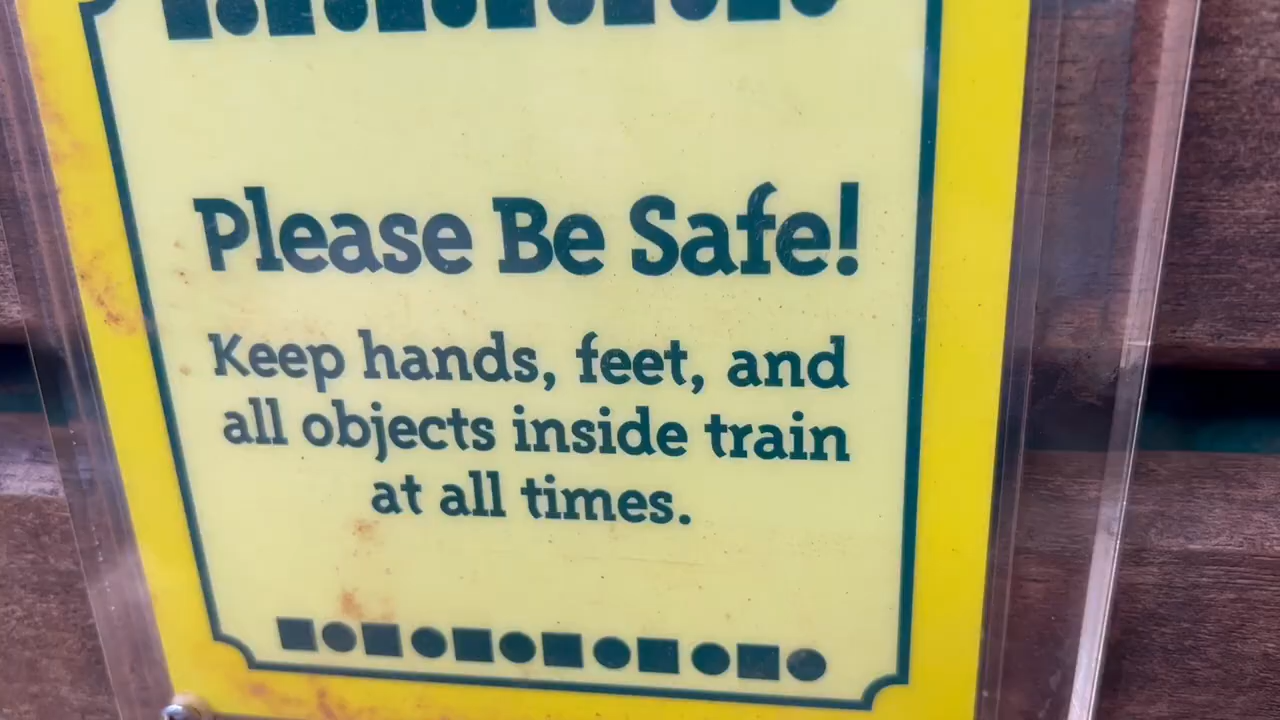 Please Be Safe!
Keep hands, feet, and
all objects inside train
at all times.